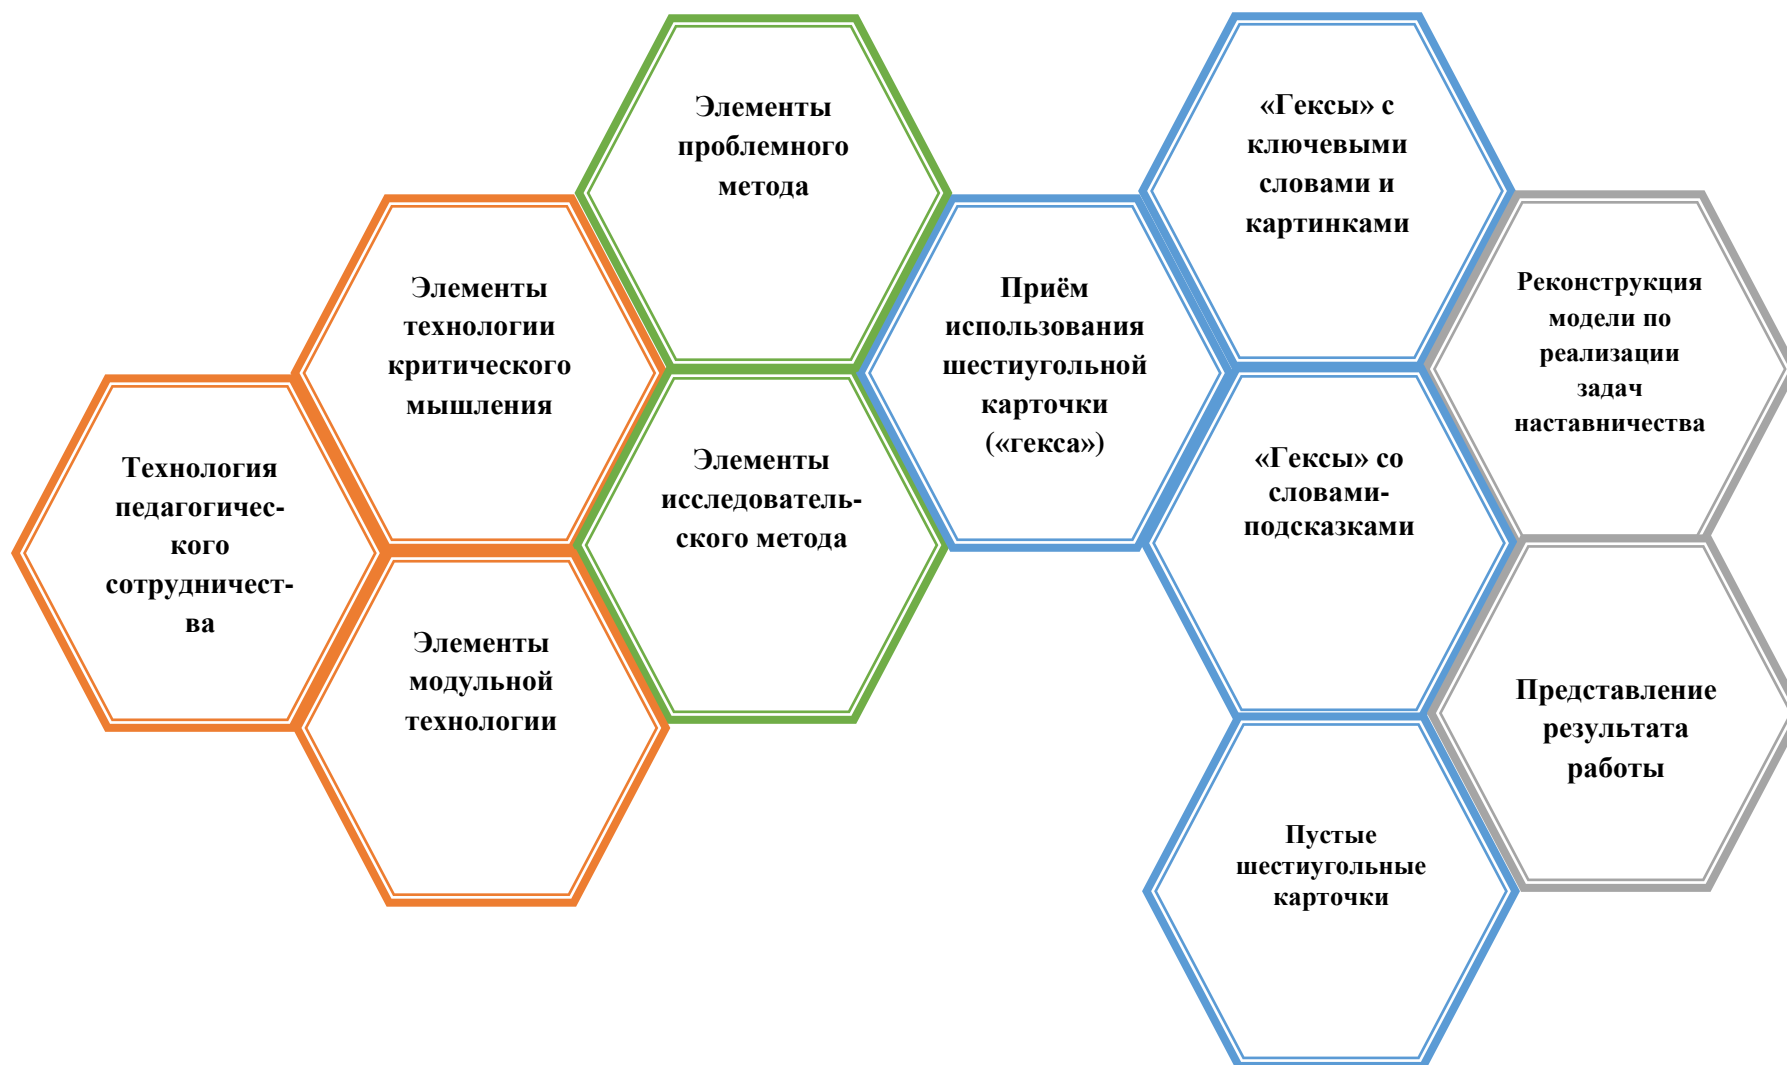 Элементы
проблемного
метода
«Гексы» с
ключевыми
словами и
картинками
Элементы
технологии
критического
мышления
Приём
использования
шестиугольной
карточки
(«гекса»)
Реконструкция
модели по
реализации
задач
наставничества
Технология
педагогичес-
кого
сотрудничест-
ва
Элементы
исследователь-
ского метода
«Гексы» со
словами-
подсказками
Элементы
модульной
технологии
Представление
результата
работы
Пустые
шестиугольные
карточки